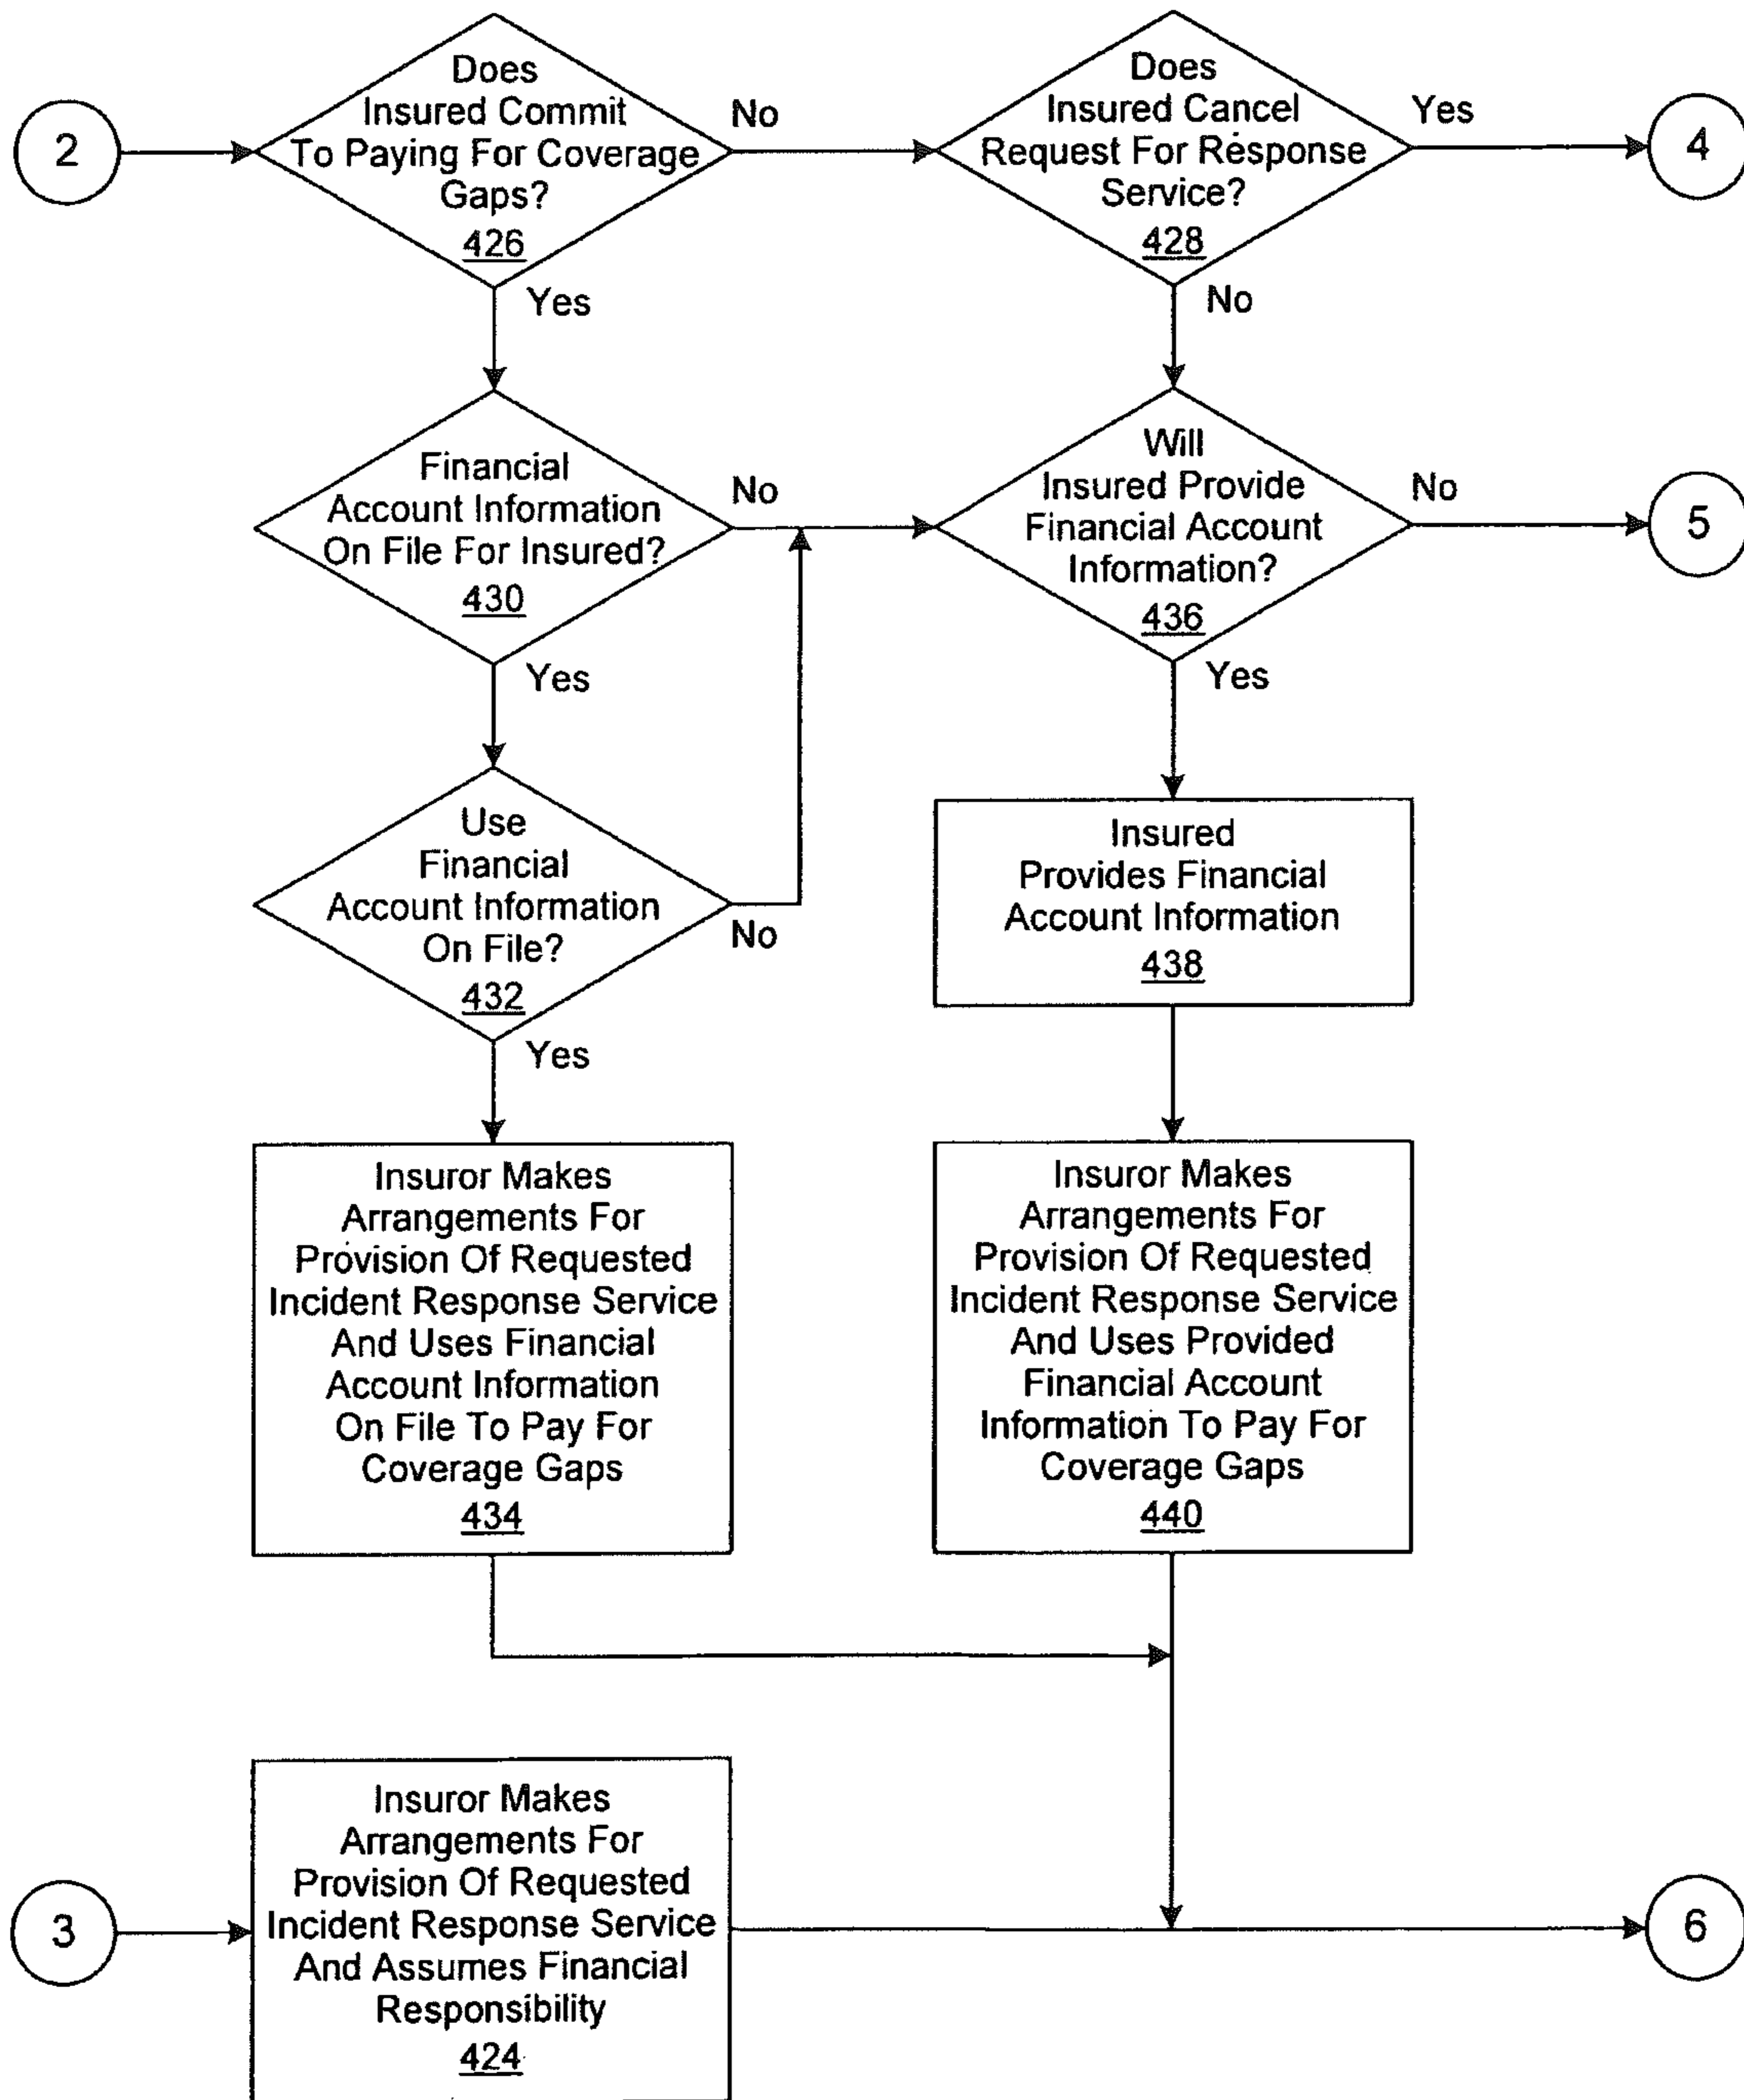 2
Does
Insured Commit
To Paying For Coverage
Gaps?
426
No
Yes
Does
Insured Cancel
Request For Response
Service?
428
Yes
No
4
Financial
Account Information
On File For Insured?
430
No
Yes
Will
Insured Provide
Financial Account
Information?
436
No
Yes
5
Use
Financial
Account Information
On File?
432
No
Yes
Insured
Provides Financial
Account Information
438
Insuror Makes
Arrangements For
Provision Of Requested
Incident Response Service
And Uses Financial
Account Information
On File To Pay For
Coverage Gaps
434
Insuror Makes
Arrangements For
Provision Of Requested
Incident Response Service
And Uses Provided
Financial Account
Information To Pay For
Coverage Gaps
440
3
Insuror Makes
Arrangements For
Provision Of Requested
Incident Response Service
And Assumes Financial
Responsibility
424
6